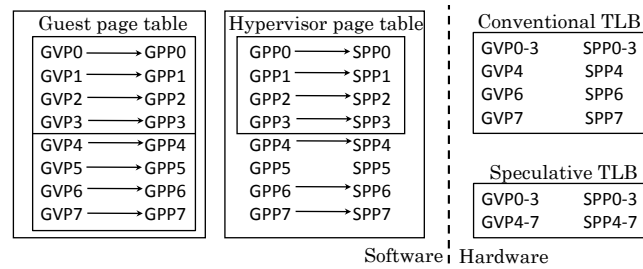 Guest page table
GVP0 GPP0
GVP1 GPP1
GVP2 GPP2
GVP3 GPP3
GVP4 GPP4
GVP5 GPP5
GVP6 GPP6
GVP7 GPP7
Hypervisor page table
GPP0 SPP0
GPP1 SPP1
GPP2 SPP2
GPP3 SPP3
GPP4 SPP4
GPP5 SPP5
GPP6 SPP6
GPP7 SPP7
Conventional TLB
GVP0-3 SPP0-3
GVP4 SPP4
GVP6 SPP6
GVP7 SPP7
Speculative TLB
GVP0-3 SPP0-3
GVP4-7 SPP4-7
Software Hardware